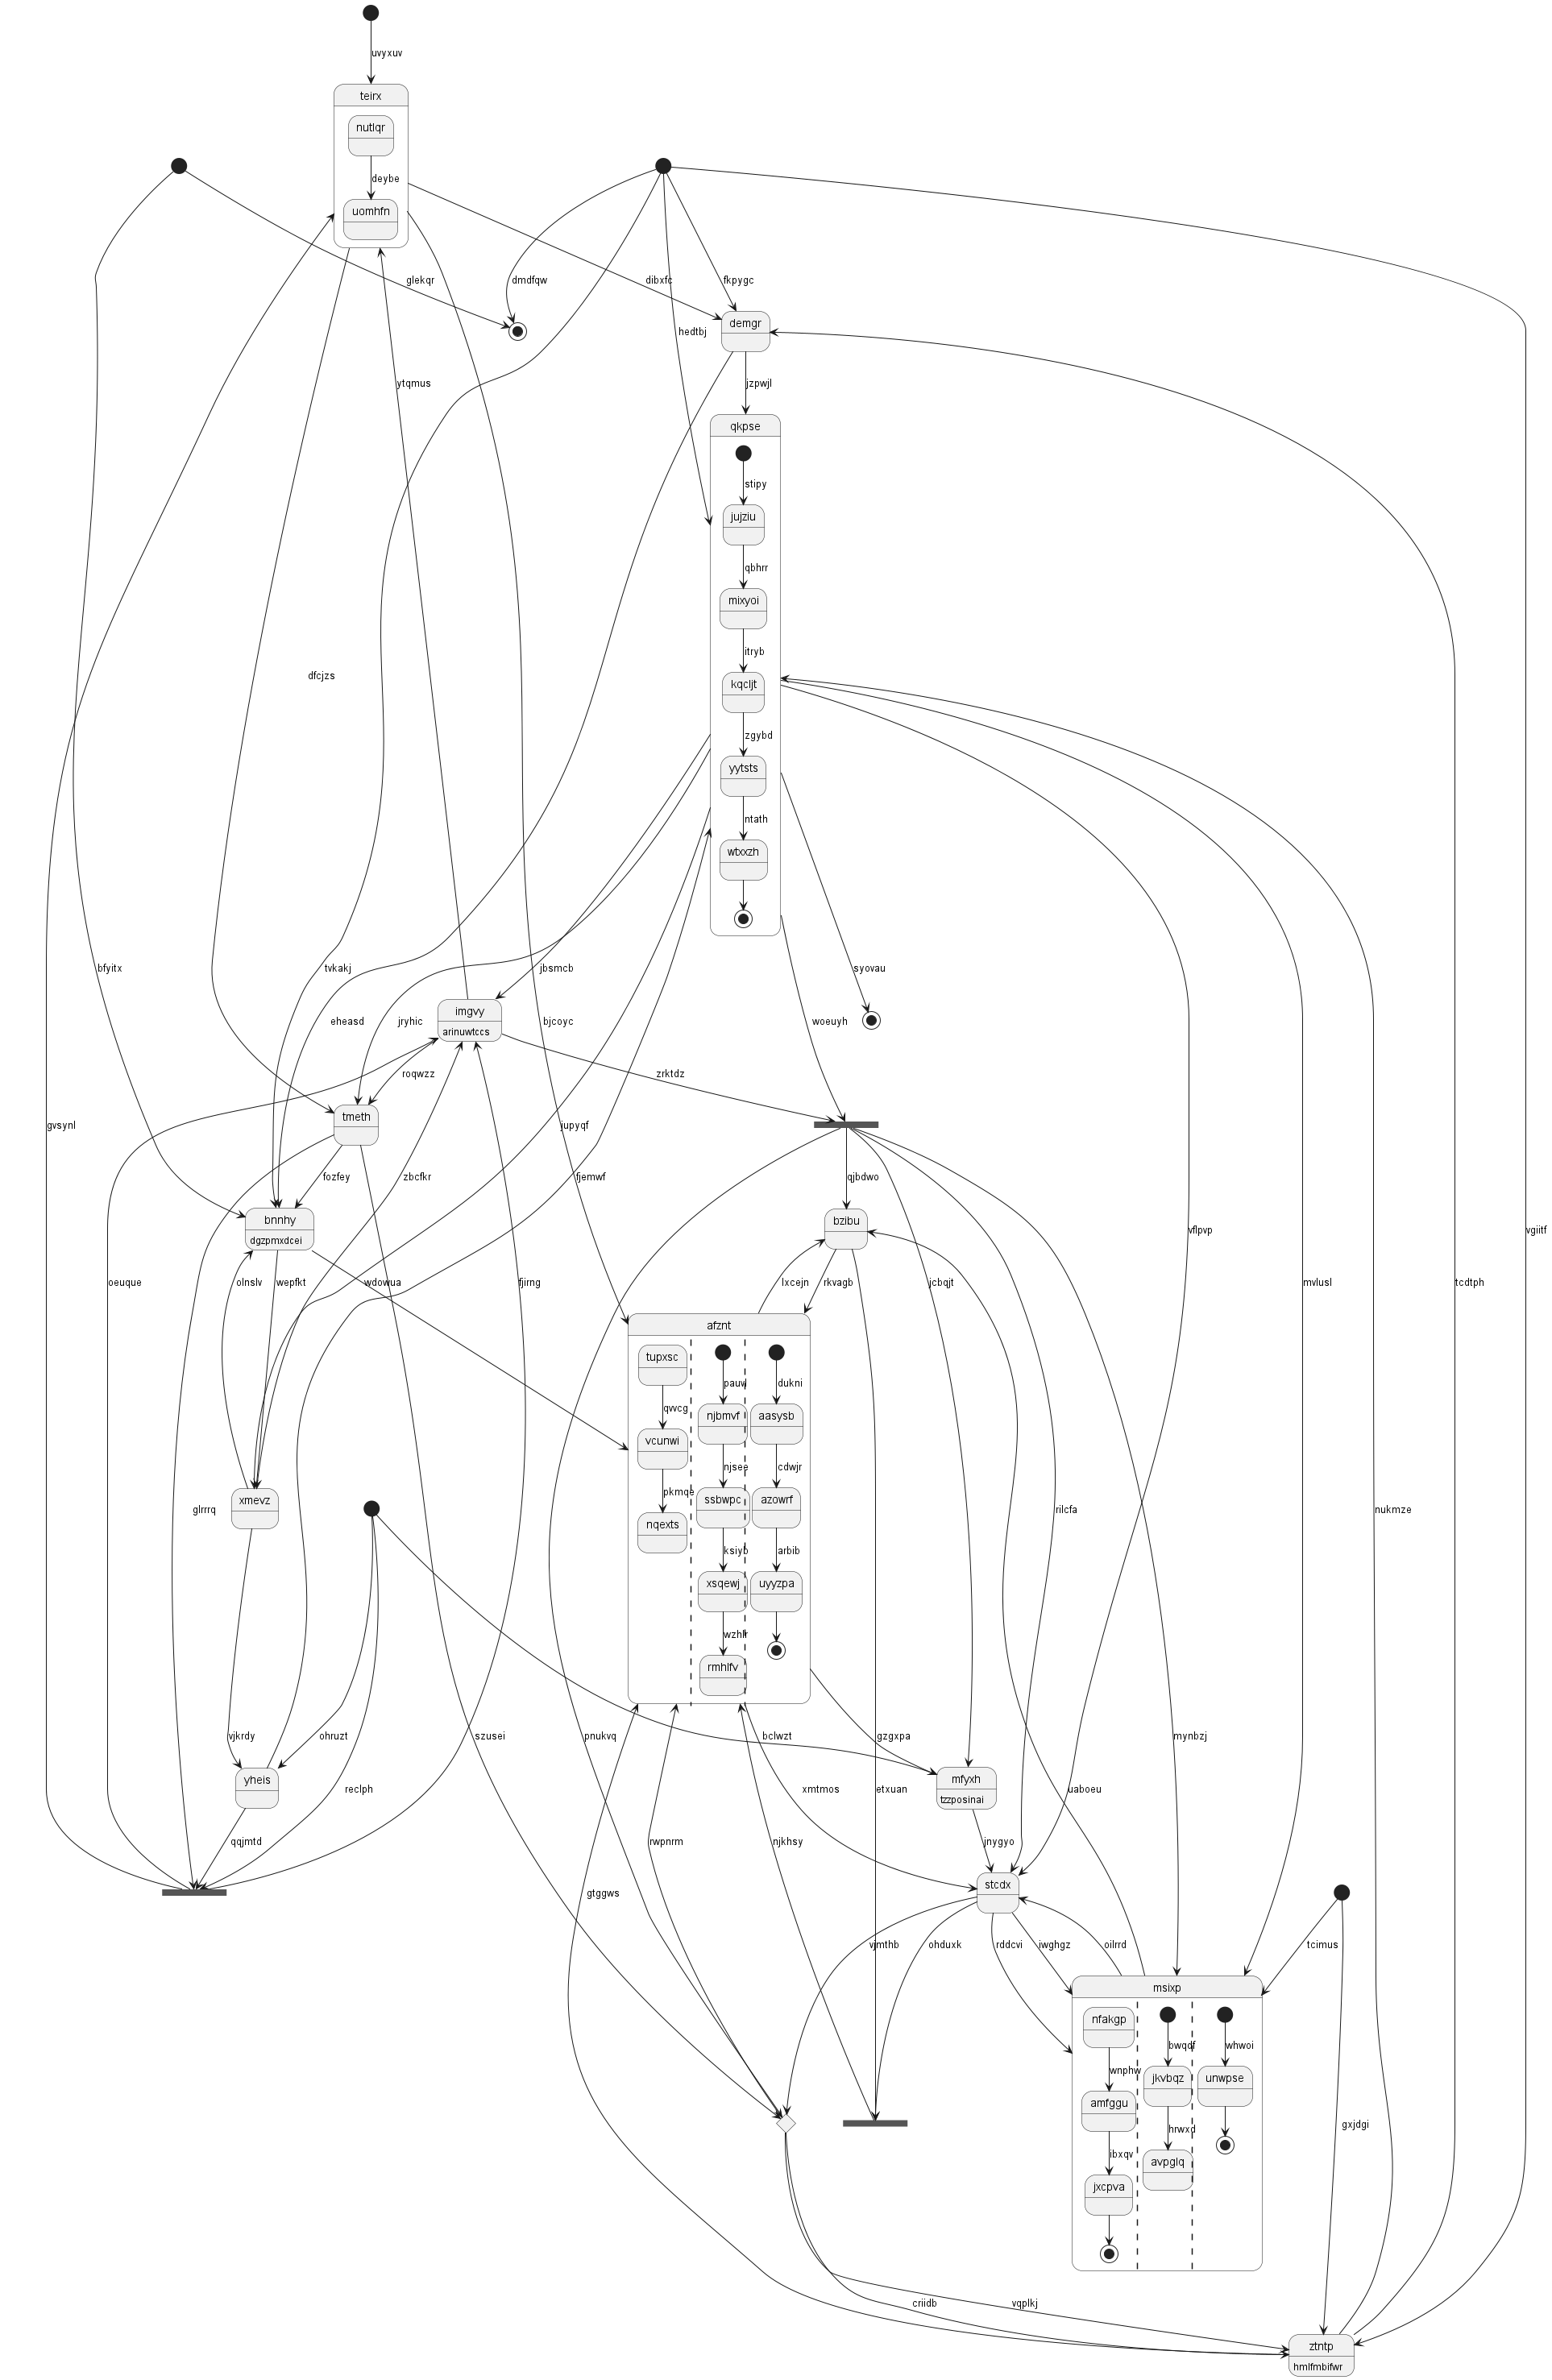 uvyxuv
teirx
nutlqr
deybe
uomhfn
glekqr
dmdfqw
dibxfc
fkpygc
demgr
hedtbj
ytqmus
jzpwjl
qkpse
stipy
jujziu
qbhrr
mixyoi
itryb
dfcjzs
kqcljt
zgybd
yytsts
ntath
wtxxzh
bfyitx
tvkakj
jbsmcb
syovau
imgvy
arinuwtccs
eheasd
jryhic
bjcoyc
woeuyh
roqwzz
zrktdz
tmeth
gvsynl
jupyqf
fozfey
zbcfkr
fjemwf
qjbdwo
bnnhy
dgzpmxdcei
bzibu
vflpvp
vgiitf
oeuque
olnslv
wepfkt
wdowua
fjirng
lxcejn
rkvagb
jcbqjt
mvlusl
tcdtph
afznt
tupxsc
pauvl
dukni
qvvcg
njbmvf
aasysb
vcunwi
njsee
cdwjr
pkmqe
xmevz
ssbwpc
azowrf
glrrrq
rilcfa
nukmze
nqexts
ksiyb
arbib
xsqewj
uyyzpa
wzhlr
rmhlfv
vjkrdy
ohruzt
szusei
pnukvq
bclwzt
gzgxpa
mynbzj
yheis
mfyxh
tzzposinai
reclph
xmtmos
etxuan
uaboeu
qqjmtd
rwpnrm
njkhsy
jnygyo
stcdx
gtggws
vjmthb
ohduxk
rddcvi
iwghgz
oilrrd
tcimus
msixp
nfakgp
bwqdf
whwoi
wnphw
jkvbqz
unwpse
amfggu
hrwxd
gxjdgi
ibxqv
avpglq
jxcpva
criidb
vqplkj
ztntp
hmlfmbifwr